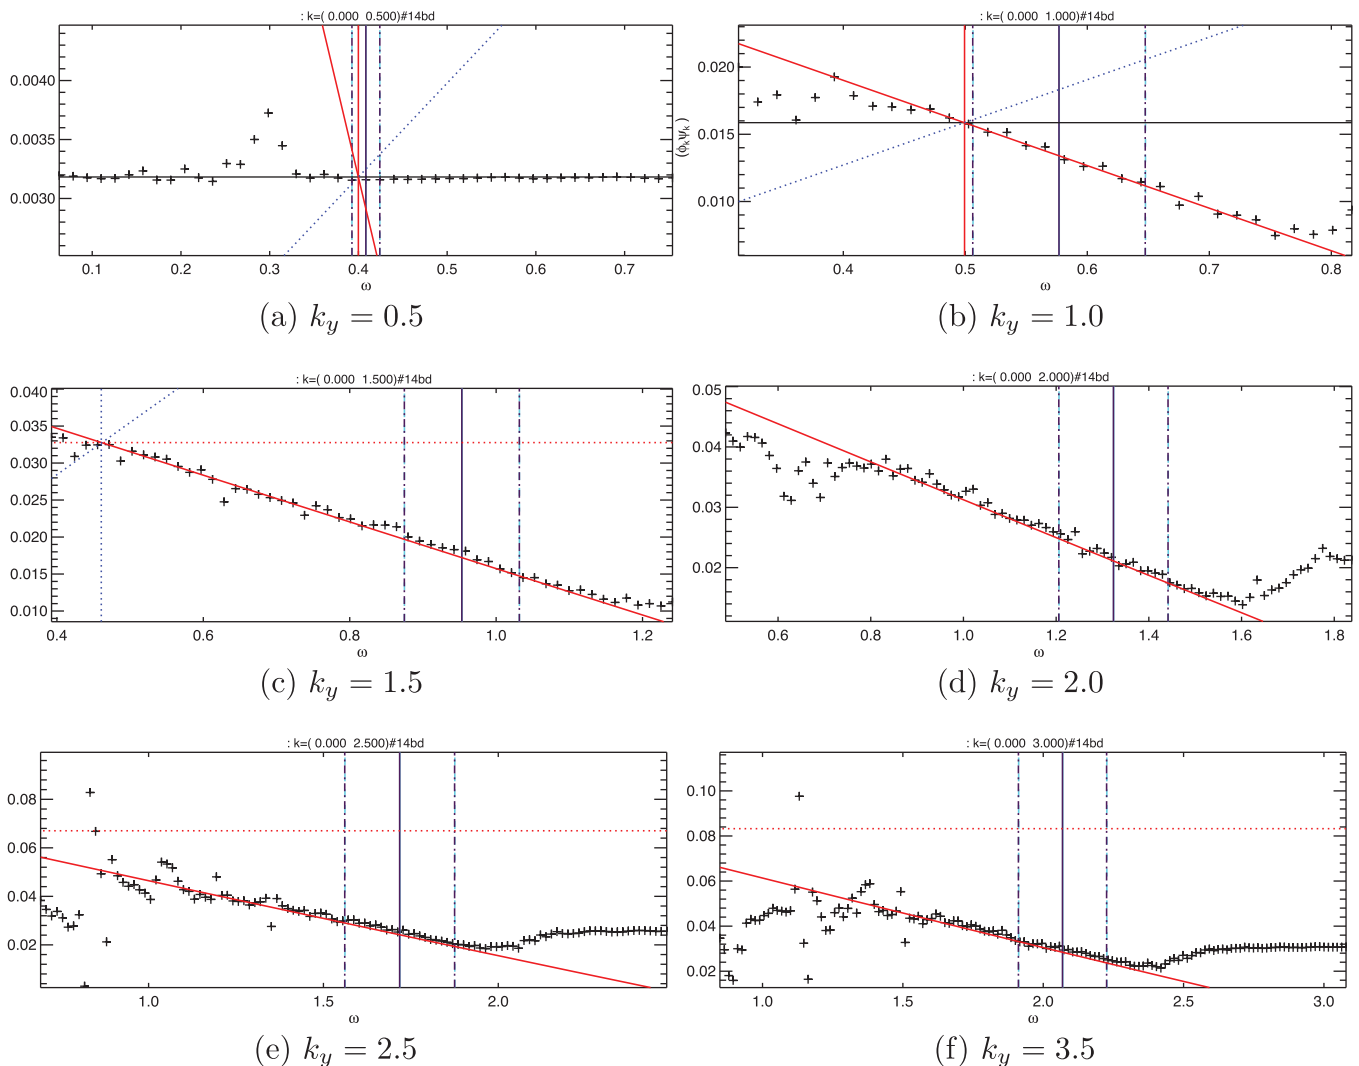 : k=( 0.000 0.500)#14bd
0.0040
0.0035
0.0030
0.1 0.2 0.3 0.4 0.5 0.6 0.7
ω
(a) k_y = 0.5
: k=( 0.000 1.000)#14bd
⟨ϕ_kψ_k⟩
0.020
0.015
0.010
0.4 0.5 0.6 0.7 0.8
ω
(b) k_y = 1.0
: k=( 0.000 1.500)#14bd
0.040
0.035
0.030
0.025
0.020
0.015
0.010
0.4 0.6 0.8 1.0 1.2
ω
(c) k_y = 1.5
: k=( 0.000 2.000)#14bd
0.05
0.04
0.03
0.02
0.6 0.8 1.0 1.2 1.4 1.6 1.8
ω
(d) k_y = 2.0
: k=( 0.000 2.500)#14bd
0.08
0.06
0.04
0.02
1.0 1.5 2.0
ω
(e) k_y = 2.5
: k=( 0.000 3.000)#14bd
0.10
0.08
0.06
0.04
0.02
1.0 1.5 2.0 2.5 3.0
ω
(f) k_y = 3.5